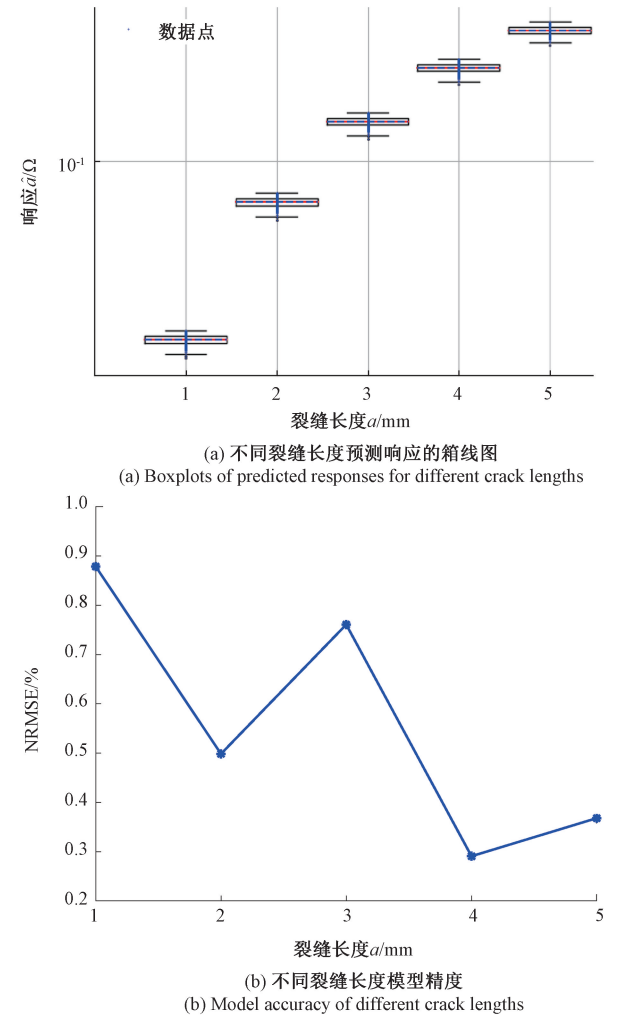 数据点
10⁻¹
响应â/Ω
1 2 3 4 5
裂缝长度a/mm
(a) 不同裂缝长度预测响应的箱线图
(a) Boxplots of predicted responses for different crack lengths
1.0
0.9
0.8
0.7
0.6
0.5
0.4
0.3
0.2
NRMSE/%
1 2 3 4 5
裂缝长度a/mm
(b) 不同裂缝长度模型精度
(b) Model accuracy of different crack lengths